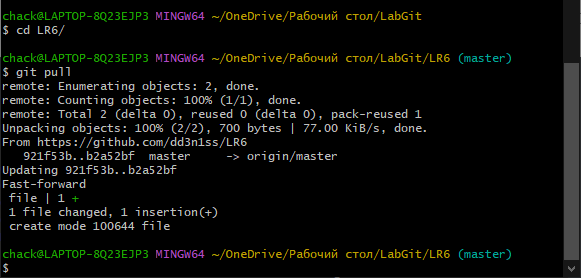 chack@LAPTOP-8Q23EJP3 MINGW64 ~/OneDrive/Рабочий стол/LabGit
$ cd LR6/
chack@LAPTOP-8Q23EJP3 MINGW64 ~/OneDrive/Рабочий стол/LabGit/LR6 (master)
$ git pull
remote: Enumerating objects: 2, done.
remote: Counting objects: 100% (1/1), done.
remote: Total 2 (delta 0), reused 0 (delta 0), pack-reused 1
Unpacking objects: 100% (2/2), 700 bytes | 77.00 KiB/s, done.
From https://github.com/dd3n1ss/LR6
   921f53b..b2a52bf  master     -> origin/master
Updating 921f53b..b2a52bf
Fast-forward
 file | 1 +
 1 file changed, 1 insertion(+)
 create mode 100644 file
chack@LAPTOP-8Q23EJP3 MINGW64 ~/OneDrive/Рабочий стол/LabGit/LR6 (master)
$